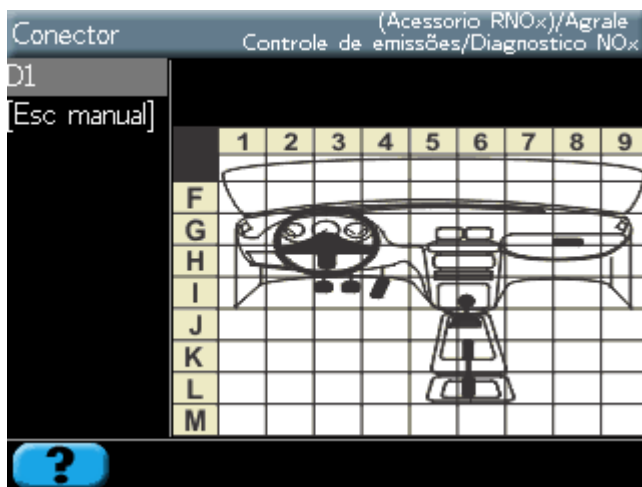 Conector
(Acessorio RNOx)/Agrale
Controle de emissões/Diagnostico NOx
D1
[Esc manual]
1 2 3 4 5 6 7 8 9
F
G
H
I
J
K
L
M
?